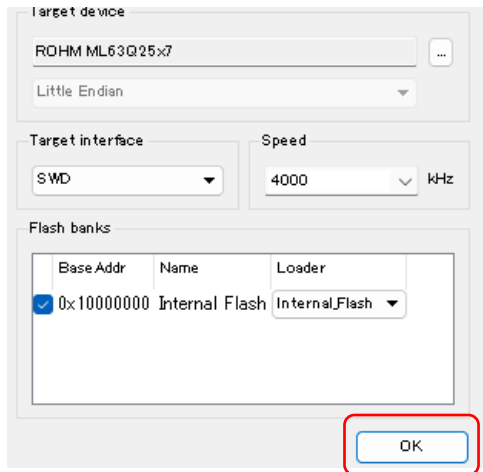 Target device
ROHM ML63Q25x7
...
Little Endian
Target interface
Speed
SWD
4000
kHz
Flash banks
Base Addr Name Loader
0x10000000 Internal Flash Internal_Flash
OK